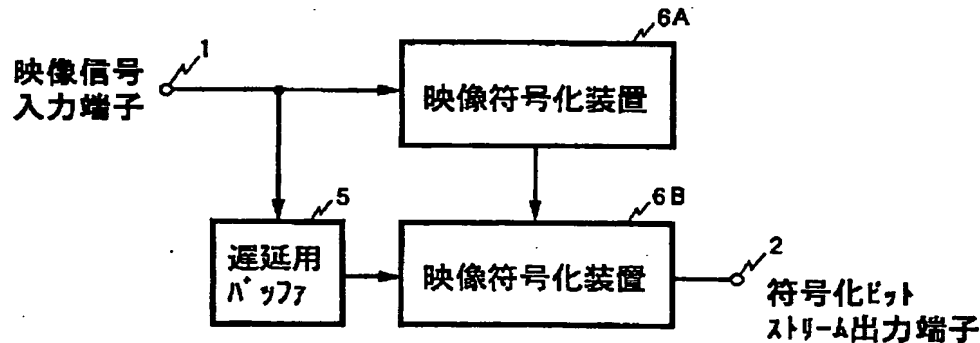 6A
1
映像信号
入力端子
映像符号化装置
5
6B
遅延用
ﾊﾞｯﾌｧ
映像符号化装置
2
符号化ﾋﾞｯﾄ
ｽﾄﾘｰﾑ出力端子